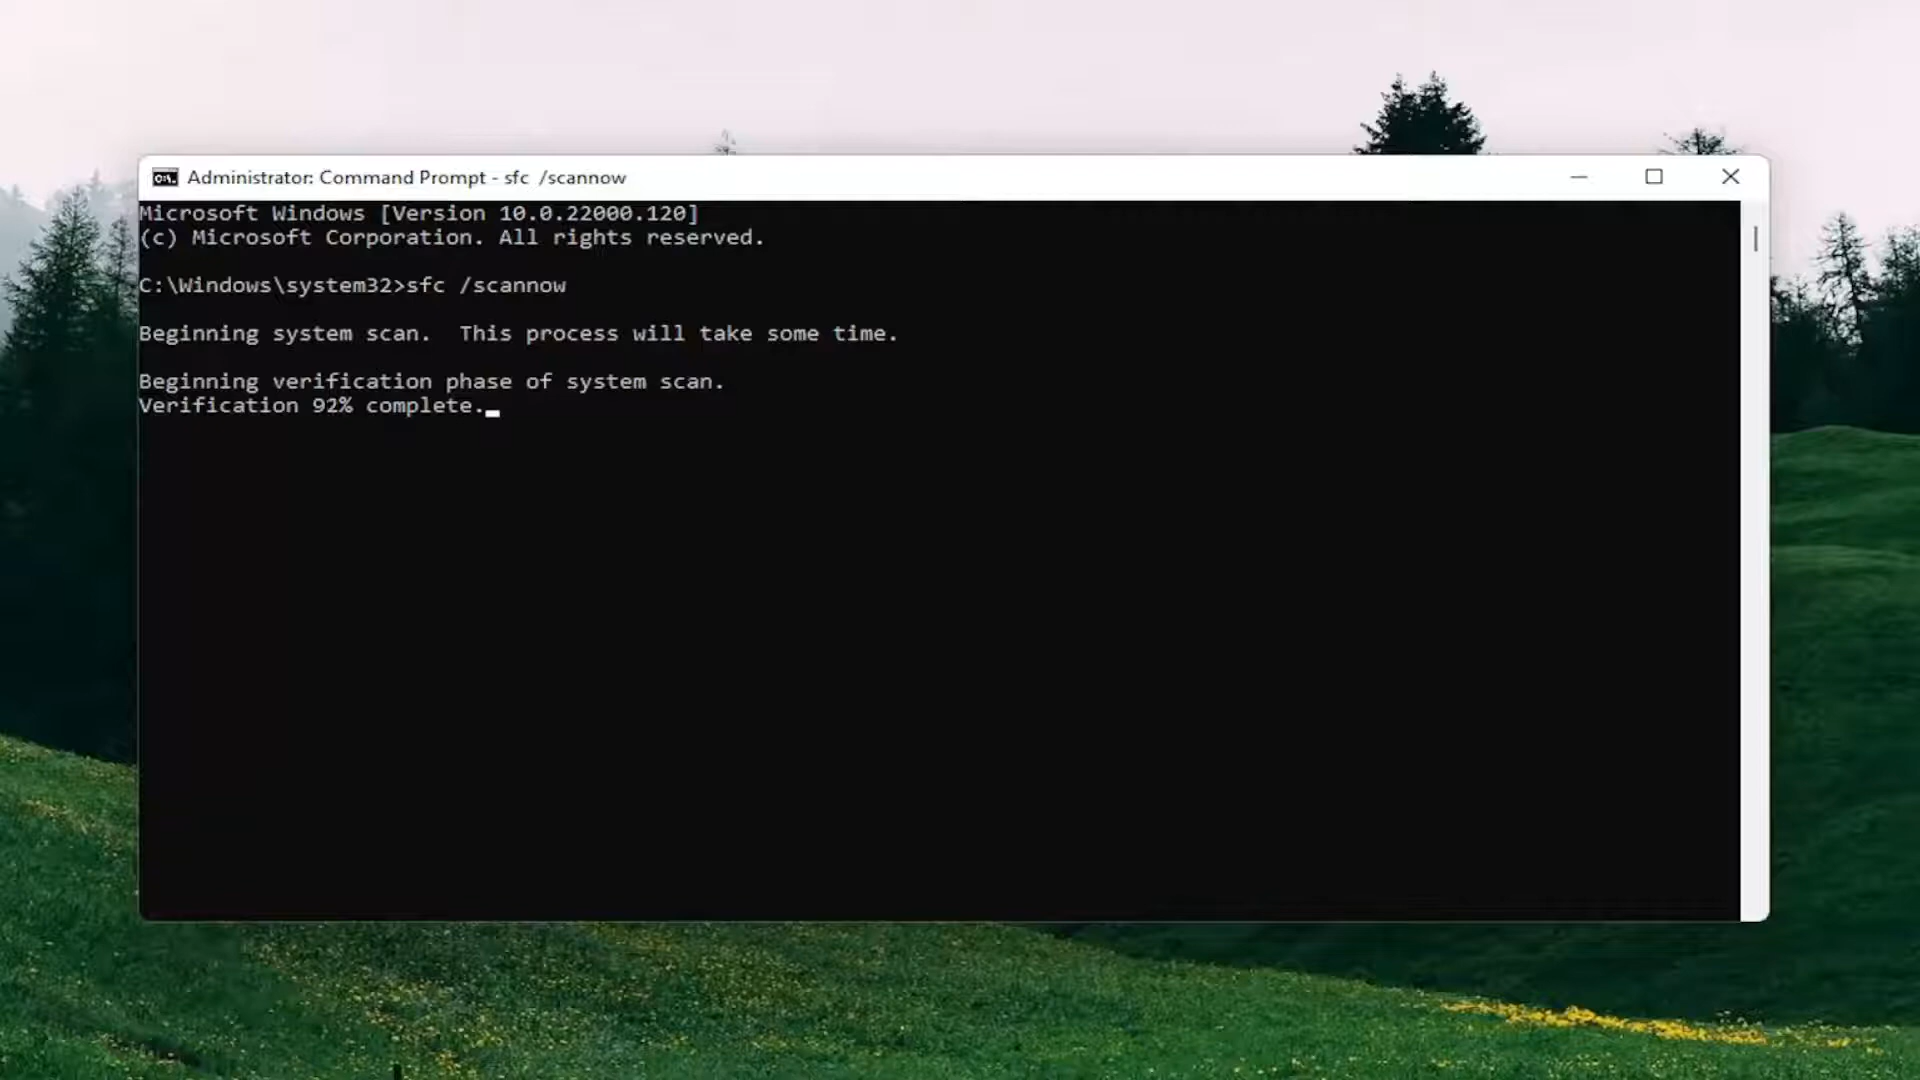 Administrator: Command Prompt - sfc  /scannow
Microsoft Windows [Version 10.0.22000.120]
(c) Microsoft Corporation. All rights reserved.
C:\Windows\system32>sfc /scannow
Beginning system scan.  This process will take some time.
Beginning verification phase of system scan.
Verification 92% complete.